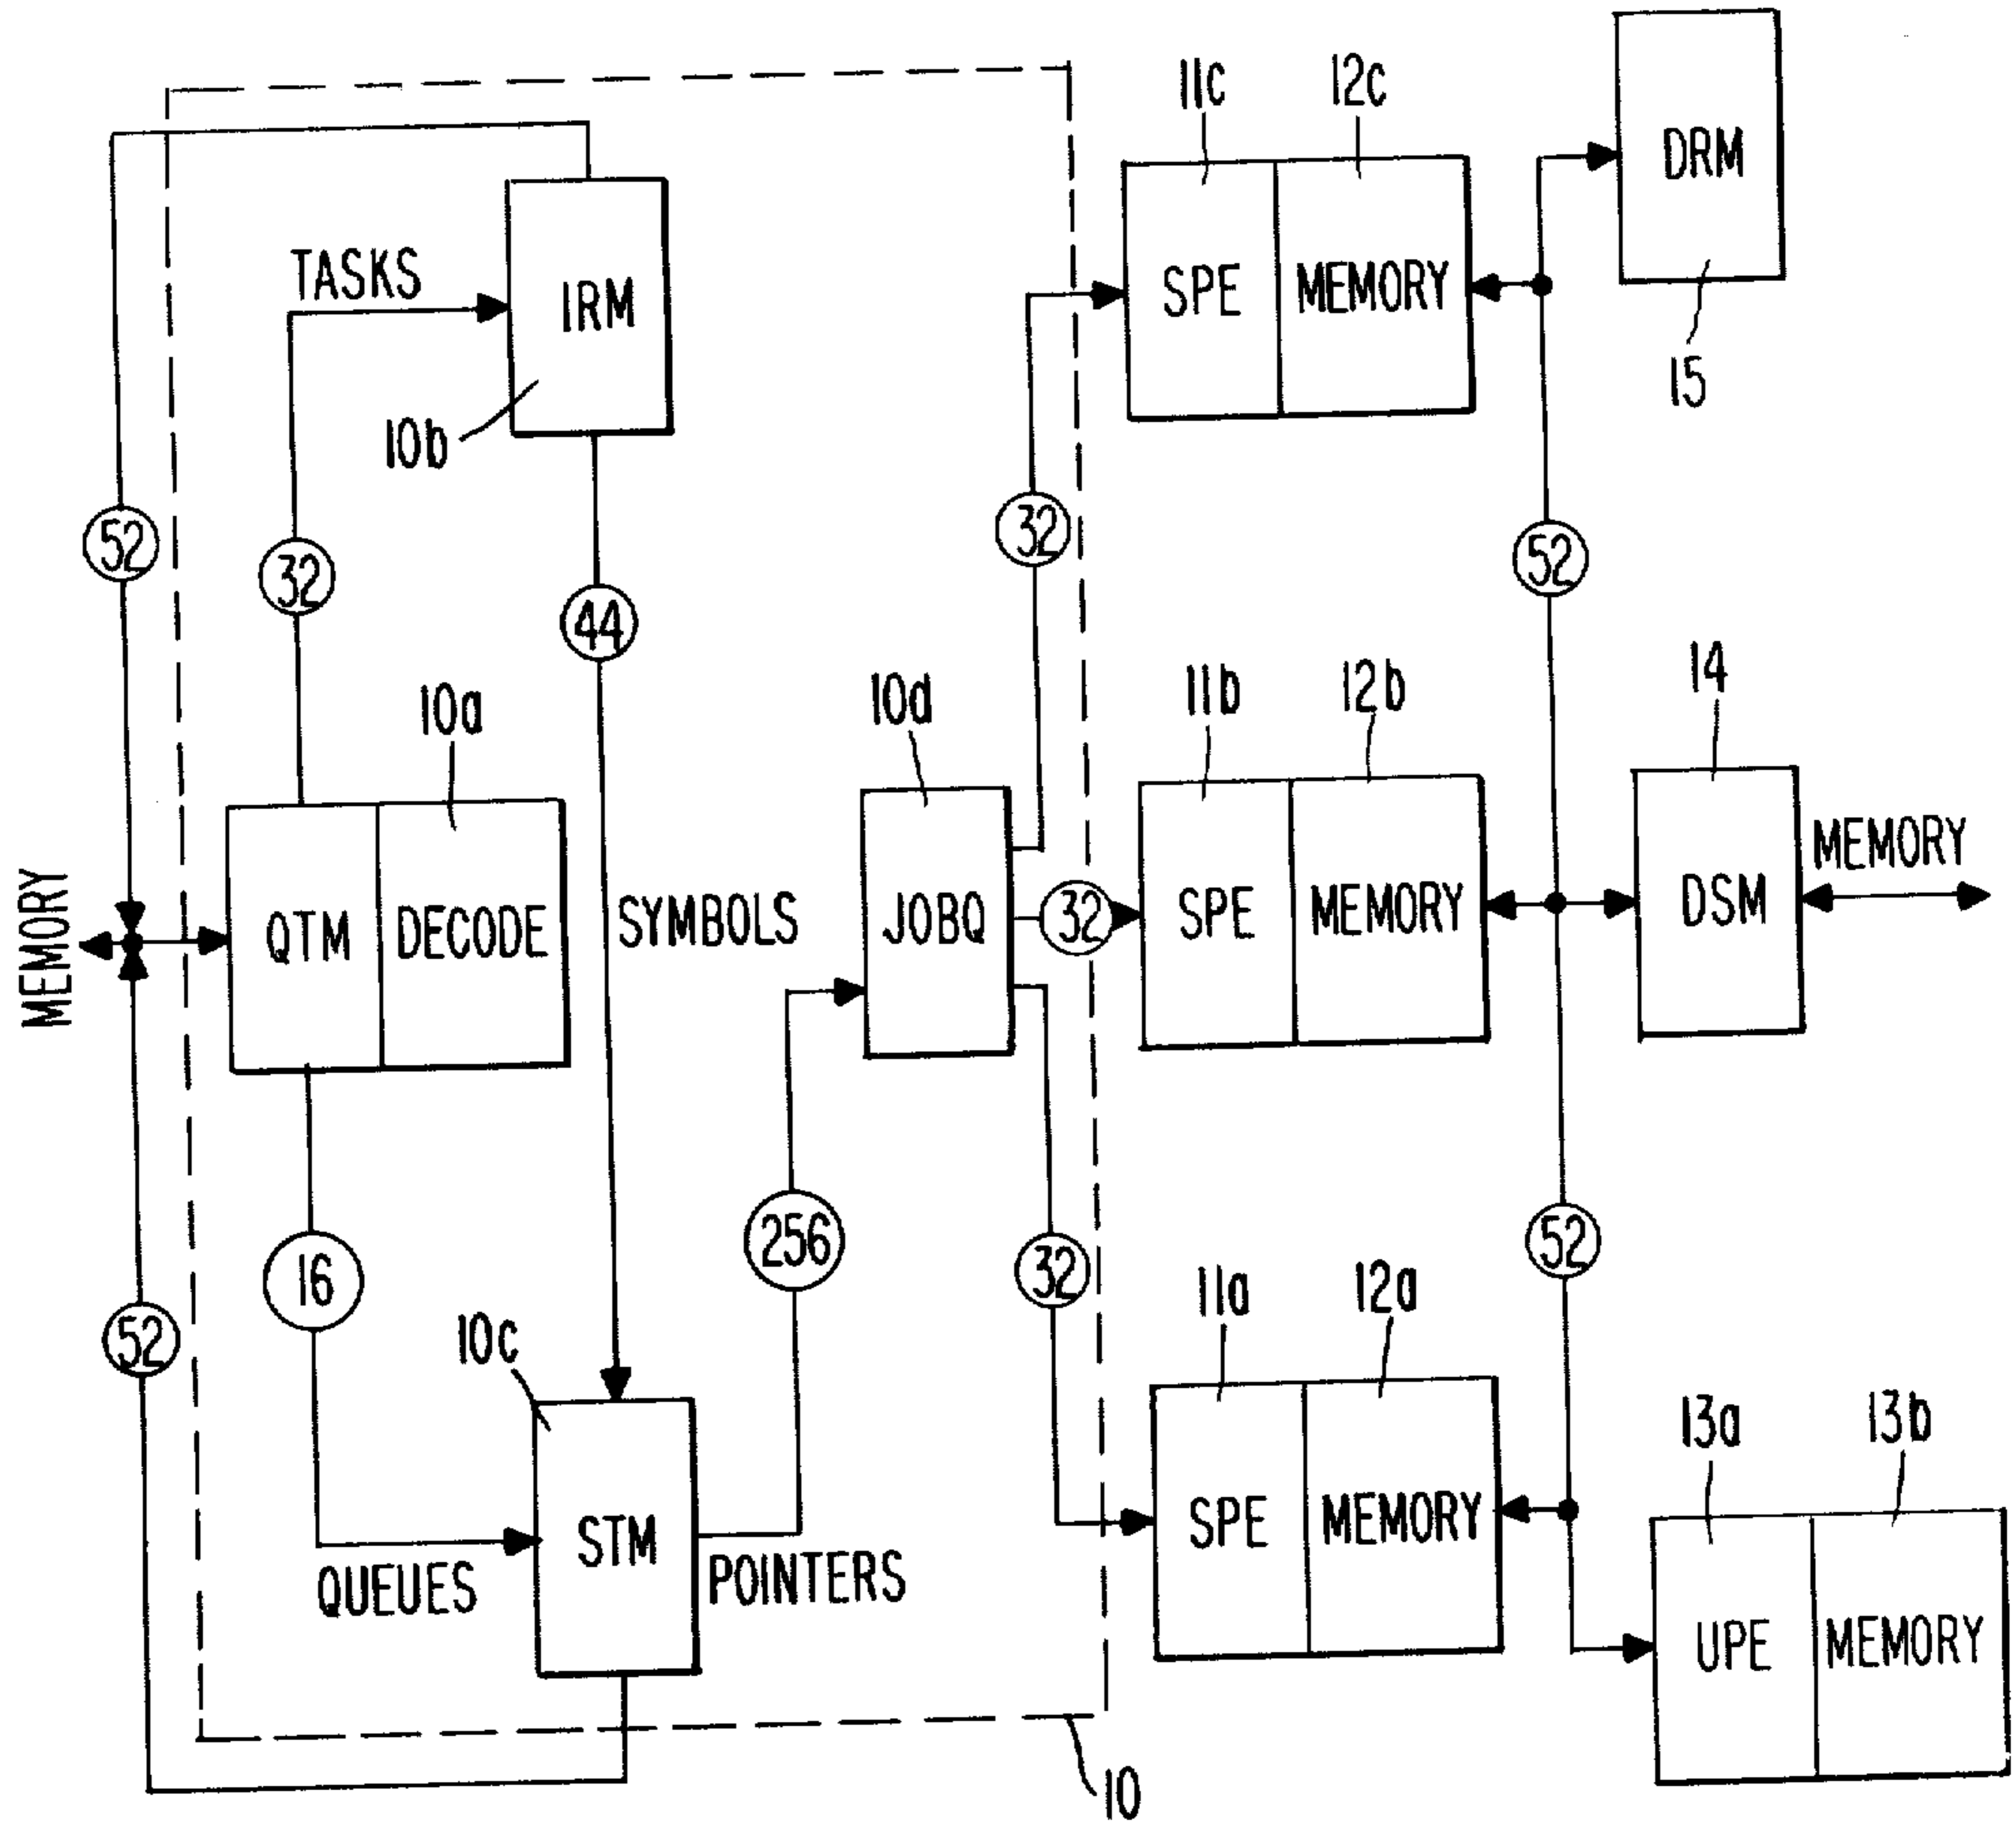 11c
12c
DRM
TASKS
IRM
SPE
MEMORY
15
10b
52
32
32
52
44
10a
10d
11b
12b
14
MEMORY
MEMORY
QTM
DECODE
SYMBOLS
JOBQ
32
SPE
MEMORY
DSM
16
256
32
52
52
10c
11a
12a
13a
13b
QUEUES
STM
POINTERS
SPE
MEMORY
UPE
MEMORY
10